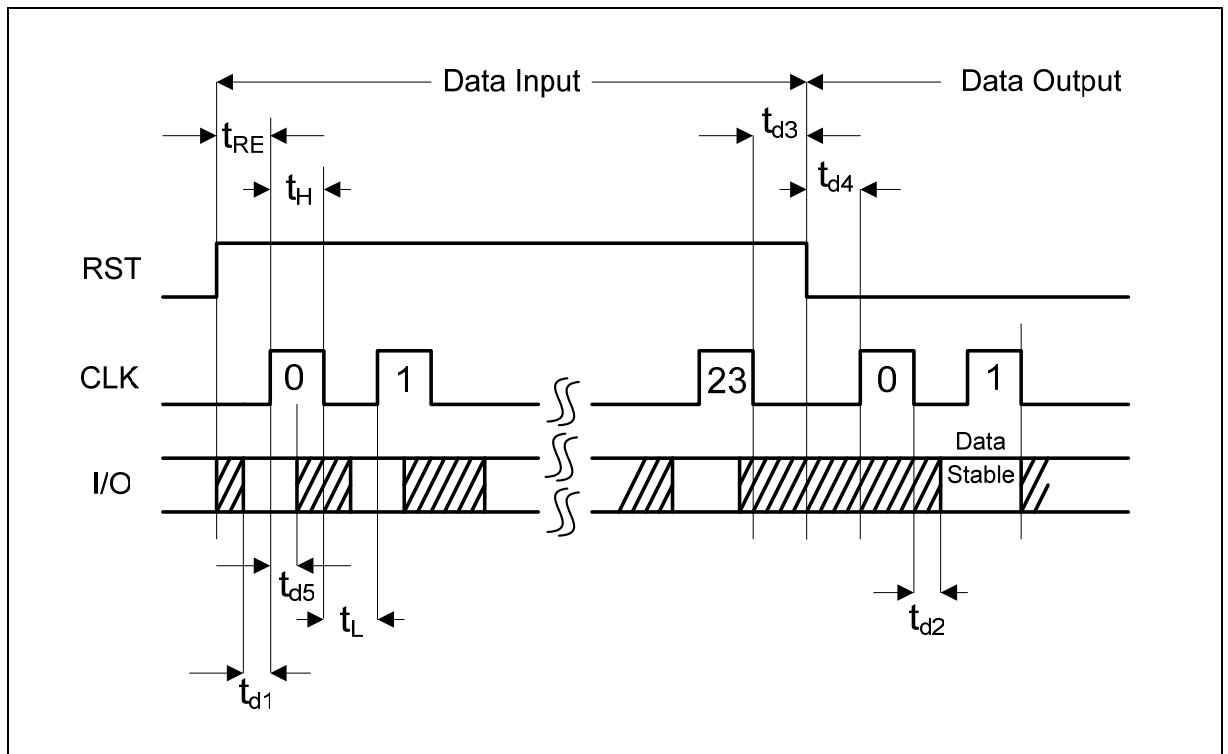 Data Input Data Output
tRE td3
tH td4
RST
CLK 0 1 23 0 1
I/O Data
Stable
td5
tL td2
td1